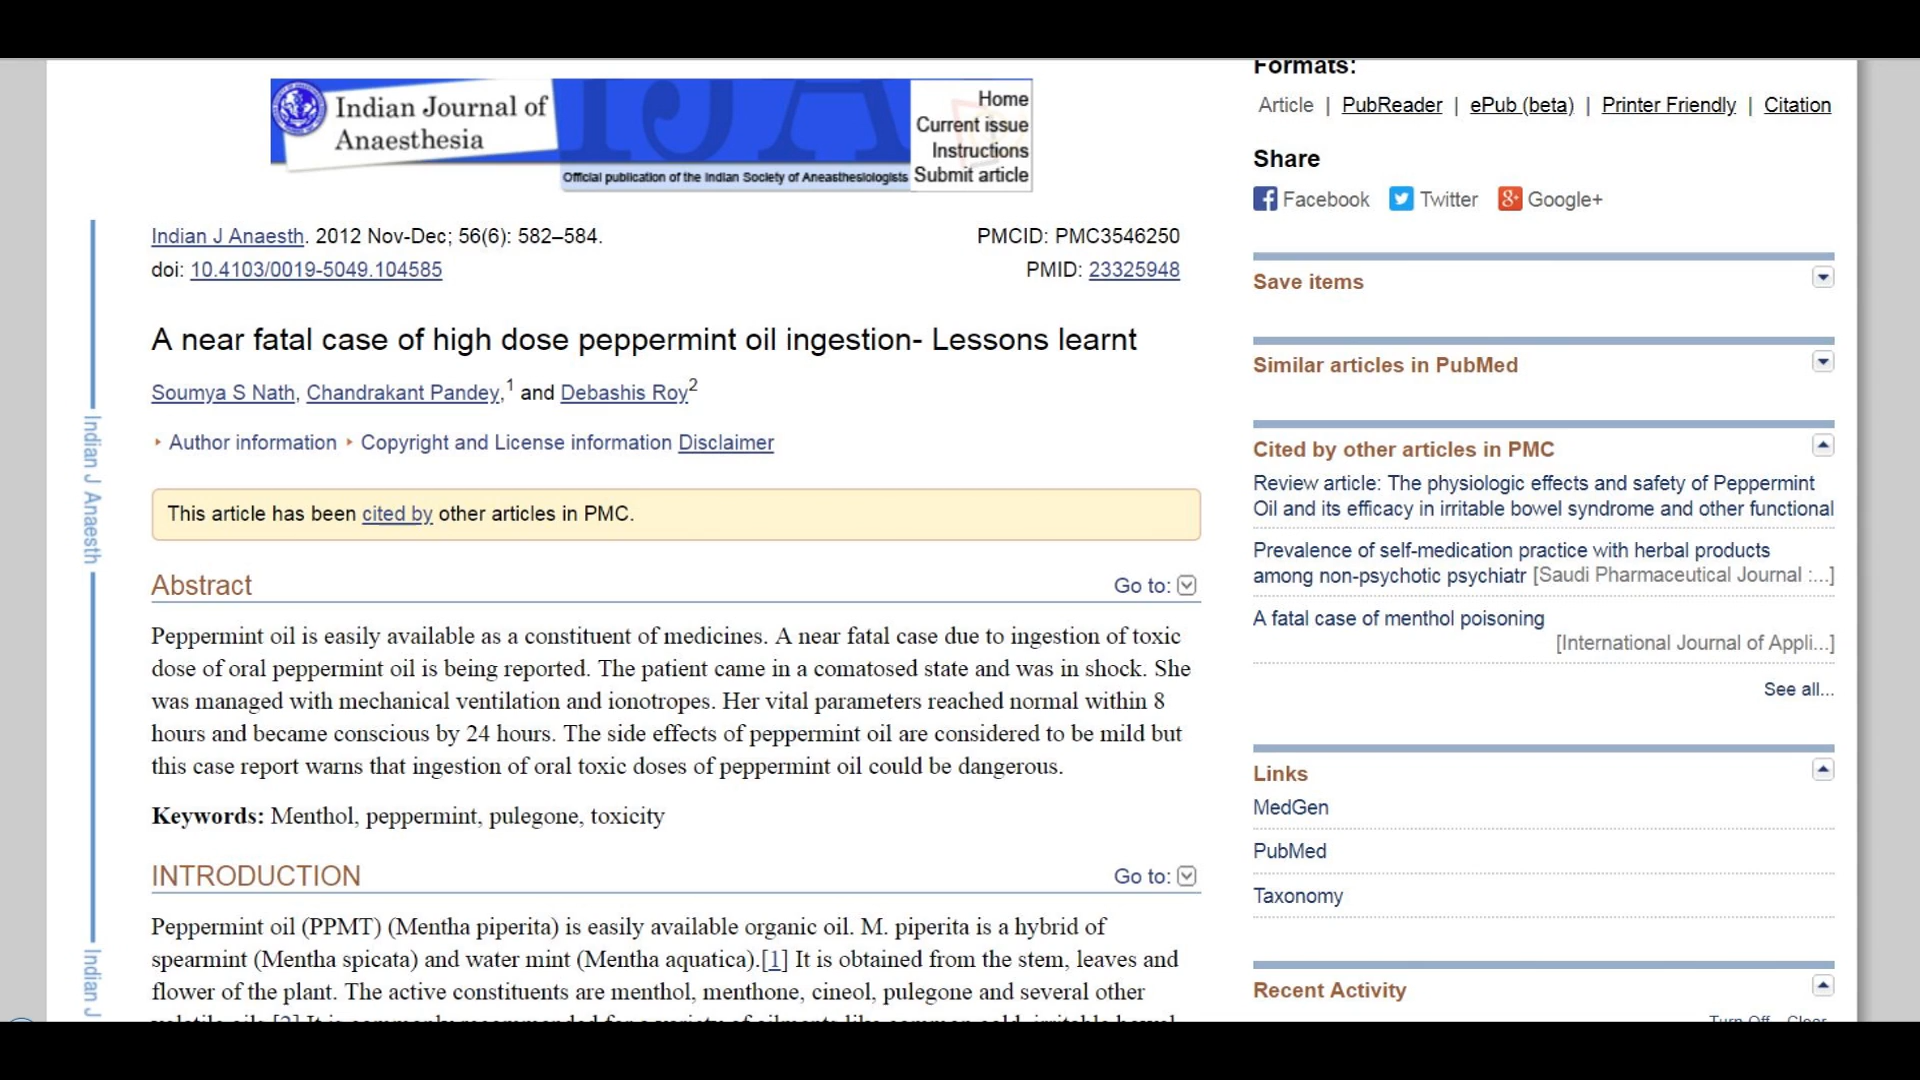 Indian Journal of
Anaesthesia
Official publication of the Indian Society of Aneasthesiologists
Home
Current issue
Instructions
Submit article
Indian J Anaesth. 2012 Nov-Dec; 56(6): 582–584.
doi: 10.4103/0019-5049.104585
PMCID: PMC3546250
PMID: 23325948
A near fatal case of high dose peppermint oil ingestion- Lessons learnt
Soumya S Nath, Chandrakant Pandey,1 and Debashis Roy2
Author information Copyright and License information Disclaimer
This article has been cited by other articles in PMC.
Abstract
Go to:
Peppermint oil is easily available as a constituent of medicines. A near fatal case due to ingestion of toxic
dose of oral peppermint oil is being reported. The patient came in a comatosed state and was in shock. She
was managed with mechanical ventilation and ionotropes. Her vital parameters reached normal within 8
hours and became conscious by 24 hours. The side effects of peppermint oil are considered to be mild but
this case report warns that ingestion of oral toxic doses of peppermint oil could be dangerous.
Keywords: Menthol, peppermint, pulegone, toxicity
INTRODUCTION
Go to:
Peppermint oil (PPMT) (Mentha piperita) is easily available organic oil. M. piperita is a hybrid of
spearmint (Mentha spicata) and water mint (Mentha aquatica).[1] It is obtained from the stem, leaves and
flower of the plant. The active constituents are menthol, menthone, cineol, pulegone and several other
Indian J Anaesth
Indian J
Formats:
Article | PubReader | ePub (beta) | Printer Friendly | Citation
Share
Facebook Twitter Google+
Save items
Similar articles in PubMed
Cited by other articles in PMC
Review article: The physiologic effects and safety of Peppermint
Oil and its efficacy in irritable bowel syndrome and other functional
Prevalence of self-medication practice with herbal products
among non-psychotic psychiatr [Saudi Pharmaceutical Journal :...]
A fatal case of menthol poisoning
[International Journal of Appli...]
See all...
Links
MedGen
PubMed
Taxonomy
Recent Activity
Turn Off Clear